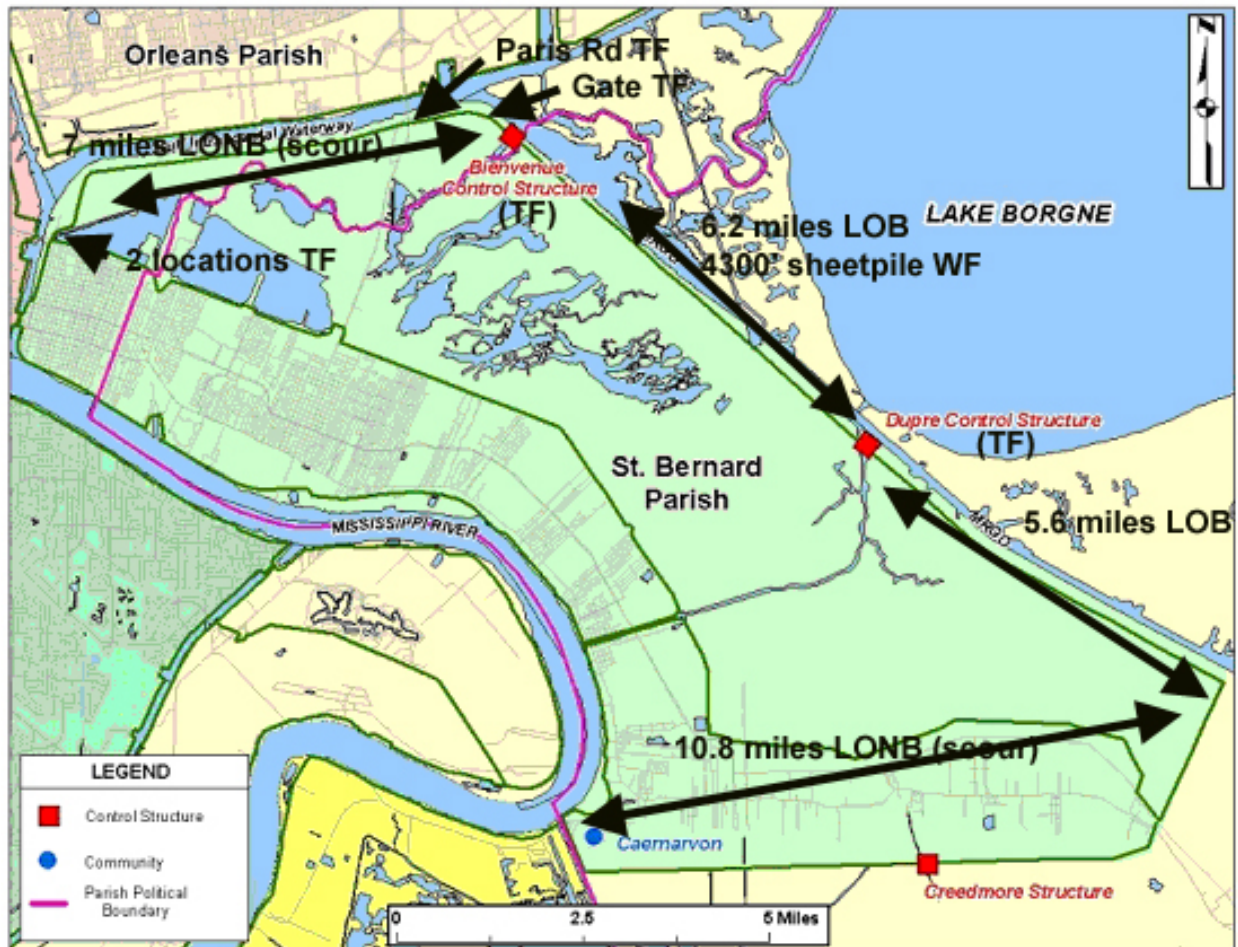 Orleans Parish
Paris Rd TF
Gate TF
7 miles LONB (scour)
Waterway
Bienvenue
Control Structure
(TF)
2 locations TF
LAKE BORGNE
6.2 miles LOB
4300' sheetpile WF
Dupre Control Structure
(TF)
St. Bernard
Parish
MISSISSIPPI RIVER
MRGO
5.6 miles LOB
10.8 miles LONB (scour)
Caernarvon
Creedmore Structure
LEGEND
Control Structure
Community
Parish Political
Boundary
0 2.5 5 Miles
N